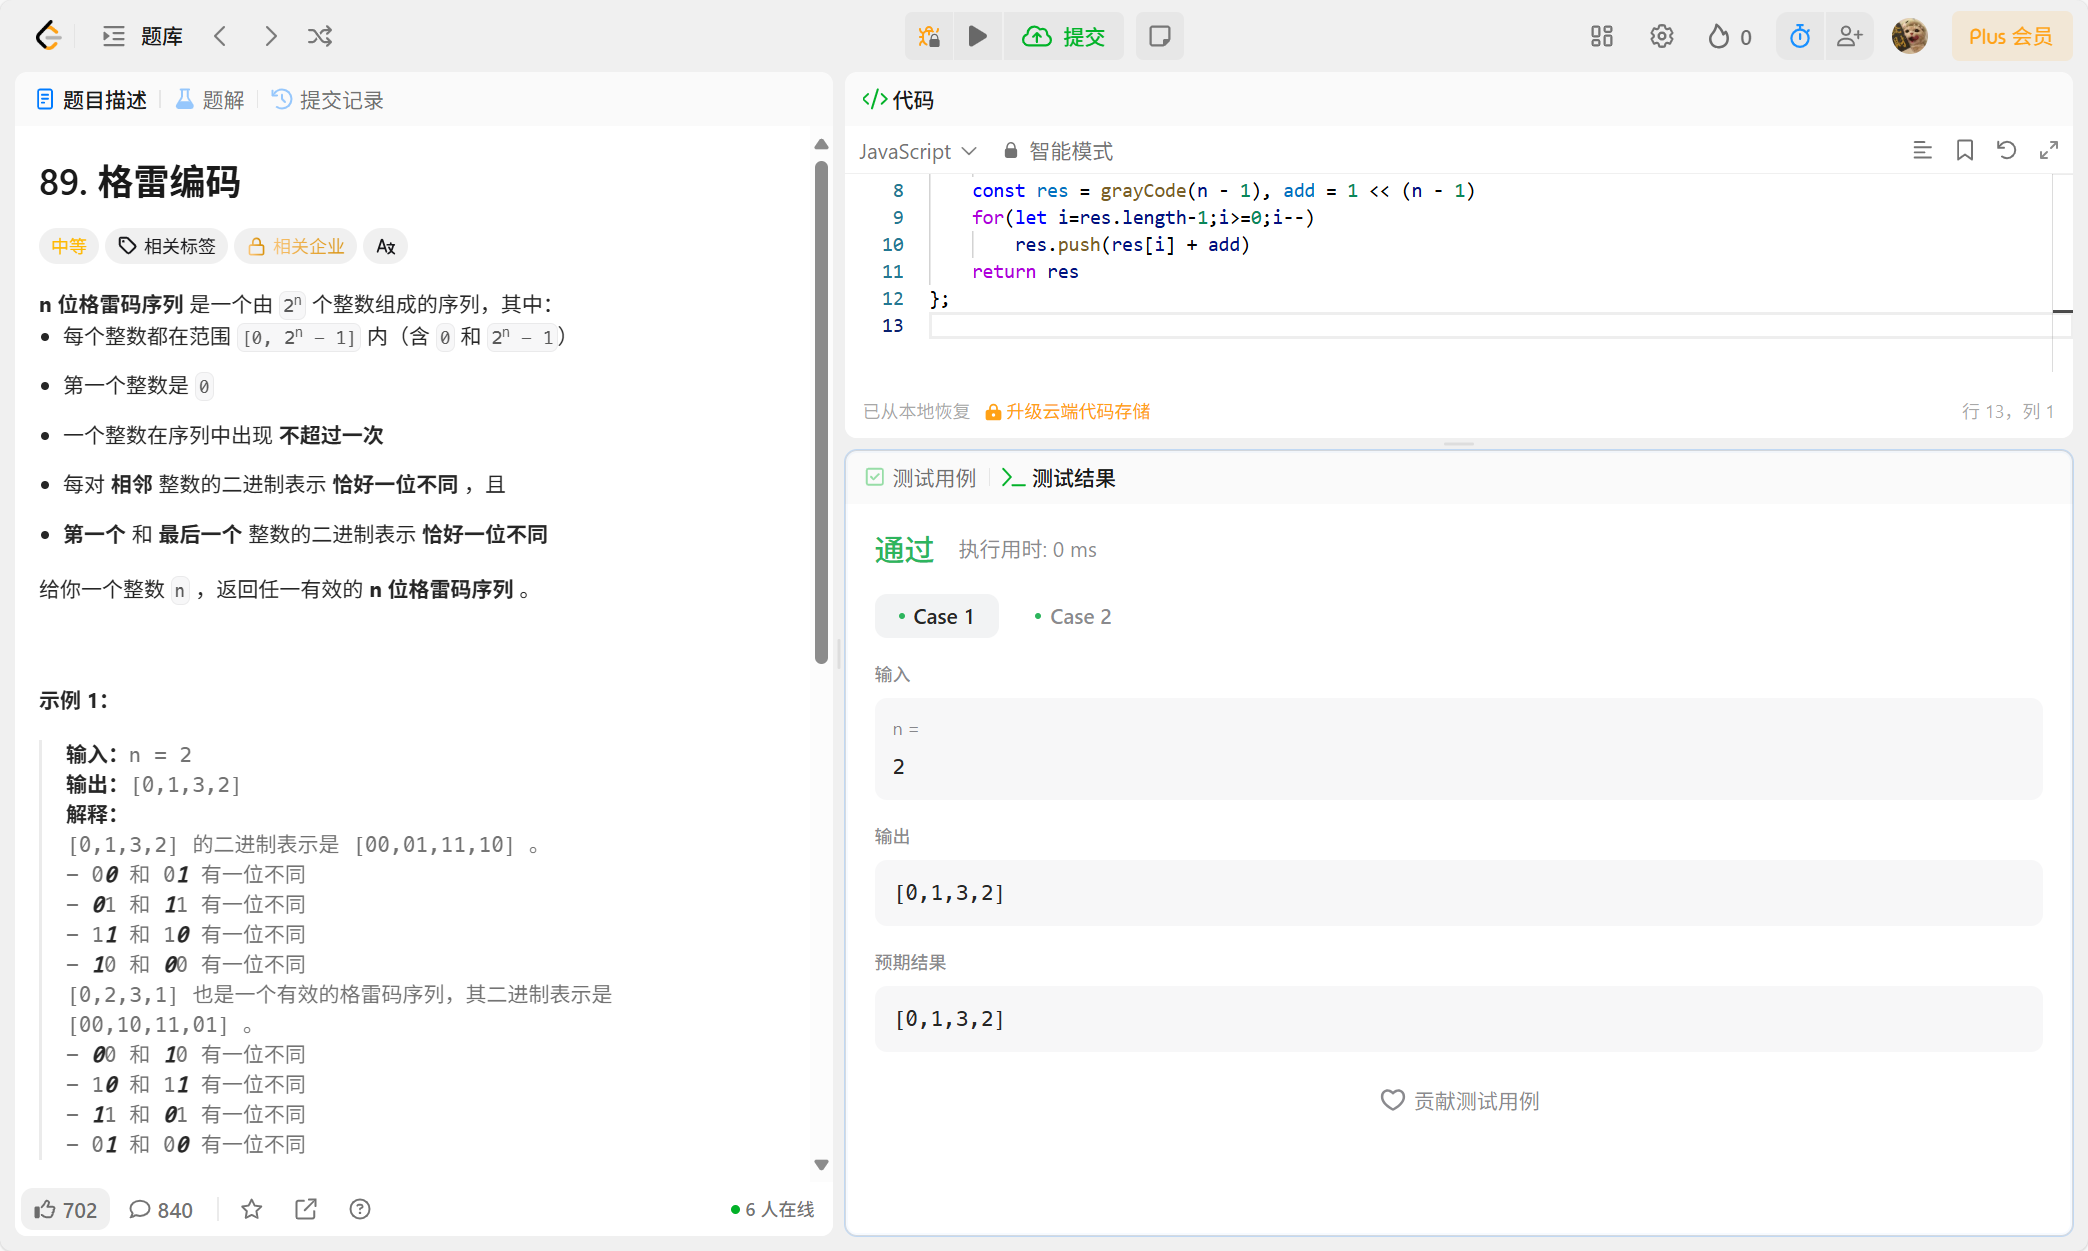 题库
提交
0
Plus 会员
题目描述
题解
提交记录
89. 格雷编码
中等
相关标签
相关企业
n 位格雷码序列 是一个由 2ⁿ 个整数组成的序列，其中：
每个整数都在范围 [0, 2ⁿ - 1] 内（含 0 和 2ⁿ - 1）
第一个整数是 0
一个整数在序列中出现 不超过一次
每对 相邻 整数的二进制表示 恰好一位不同 ，且
第一个 和 最后一个 整数的二进制表示 恰好一位不同
给你一个整数 n ，返回任一有效的 n 位格雷码序列 。
示例 1：
输入：n = 2
输出：[0,1,3,2]
解释：
[0,1,3,2] 的二进制表示是 [00,01,11,10] 。
- 00 和 01 有一位不同
- 01 和 11 有一位不同
- 11 和 10 有一位不同
- 10 和 00 有一位不同
[0,2,3,1] 也是一个有效的格雷码序列，其二进制表示是
[00,10,11,01] 。
- 00 和 10 有一位不同
- 10 和 11 有一位不同
- 11 和 01 有一位不同
- 01 和 00 有一位不同
702
840
6 人在线
</> 代码
JavaScript
智能模式
8 const res = grayCode(n - 1), add = 1 << (n - 1)
9 for(let i=res.length-1;i>=0;i--)
10 res.push(res[i] + add)
11 return res
12 };
13
已从本地恢复
升级云端代码存储
行 13，列 1
测试用例
测试结果
通过
执行用时: 0 ms
Case 1
Case 2
输入
n =
2
输出
[0,1,3,2]
预期结果
[0,1,3,2]
贡献测试用例